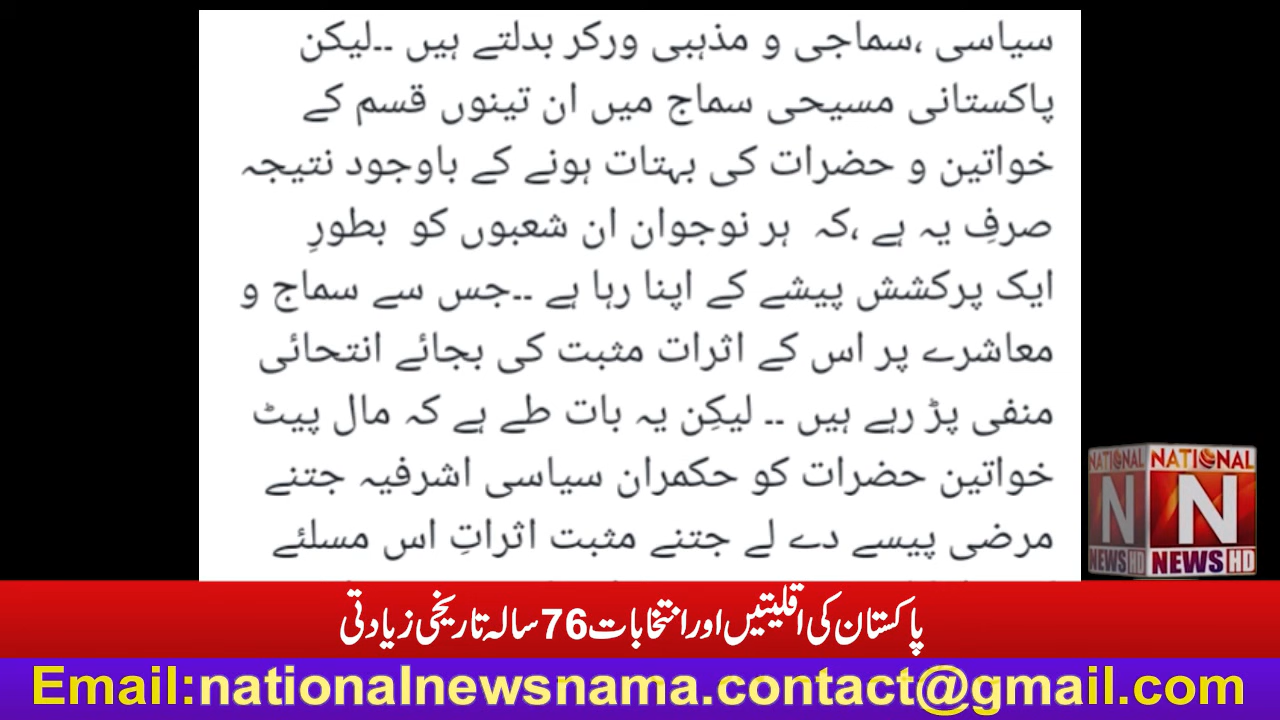 سیاسی ،سماجی و مذہبی ورکر بدلتے ہیں ۔۔لیکن
پاکستانی مسیحی سماج میں ان تینوں قسم کے
خواتین و حضرات کی بہتات ہونے کے باوجود نتیجہ
صرفِ یہ ہے ،کہ ہر نوجوان ان شعبوں کو بطورِ
ایک پرکشش پیشے کے اپنا رہا ہے ۔۔جس سے سماج و
معاشرے پر اس کے اثرات مثبت کی بجائے انتحائی
منفی پڑ رہے ہیں ۔۔ لیکِن یہ بات طے ہے کہ مال پیٹ
خواتین حضرات کو حکمران سیاسی اشرفیہ جتنے
مرضی پیسے دے لے جتنے مثبت اثراتِ اس مسلئے
NATIONAL NATIONAL
N N
NEWS HD NEWS HD
پاکستان کی اقلیتیں اور انتخابات 76 سالہ تاریخی زیادتی
Email:nationalnewsnama.contact@gmail.com